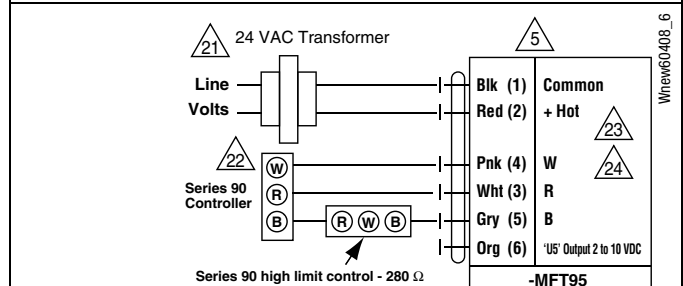 21
24 VAC Transformer
5
Wnew60408_6
Line
Volts
Blk (1) Common
Red (2) + Hot
23
22
W
R
B
Series 90
Controller
Pnk (4) W
24
Wht (3) R
Gry (5) B
R W B
Org (6) 'U5' Output 2 to 10 VDC
Series 90 high limit control - 280 Ω
-MFT95